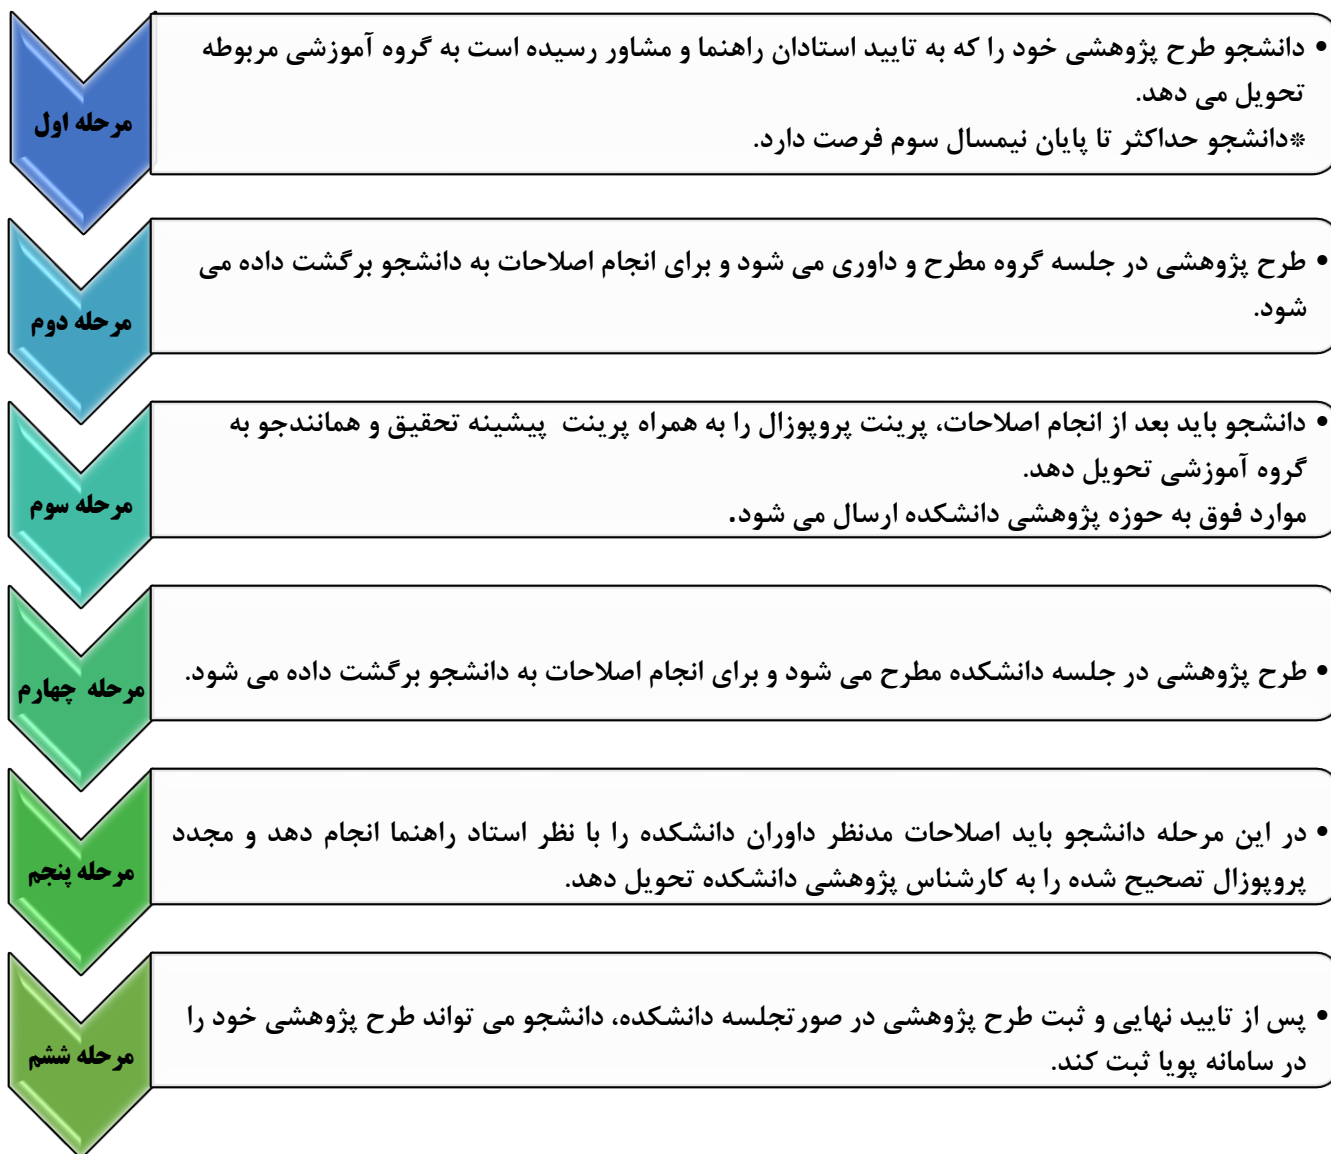 مرحله اول
• دانشجو طرح پژوهشی خود را که به تایید استادان راهنما و مشاور رسیده است به گروه آموزشی مربوطه
تحویل می دهد.
*دانشجو حداکثر تا پایان نیمسال سوم فرصت دارد.
مرحله دوم
• طرح پژوهشی در جلسه گروه مطرح و داوری می شود و برای انجام اصلاحات به دانشجو برگشت داده می
شود.
مرحله سوم
• دانشجو باید بعد از انجام اصلاحات، پرینت پروپوزال را به همراه پرینت پیشینه تحقیق و همانندجو به
گروه آموزشی تحویل دهد.
موارد فوق به حوزه پژوهشی دانشکده ارسال می شود.
مرحله چهارم
• طرح پژوهشی در جلسه دانشکده مطرح می شود و برای انجام اصلاحات به دانشجو برگشت داده می شود.
مرحله پنجم
• در این مرحله دانشجو باید اصلاحات مدنظر داوران دانشکده را با نظر استاد راهنما انجام دهد و مجدد
پروپوزال تصحیح شده را به کارشناس پژوهشی دانشکده تحویل دهد.
مرحله ششم
• پس از تایید نهایی و ثبت طرح پژوهشی در صورتجلسه دانشکده، دانشجو می تواند طرح پژوهشی خود را
در سامانه پویا ثبت کند.